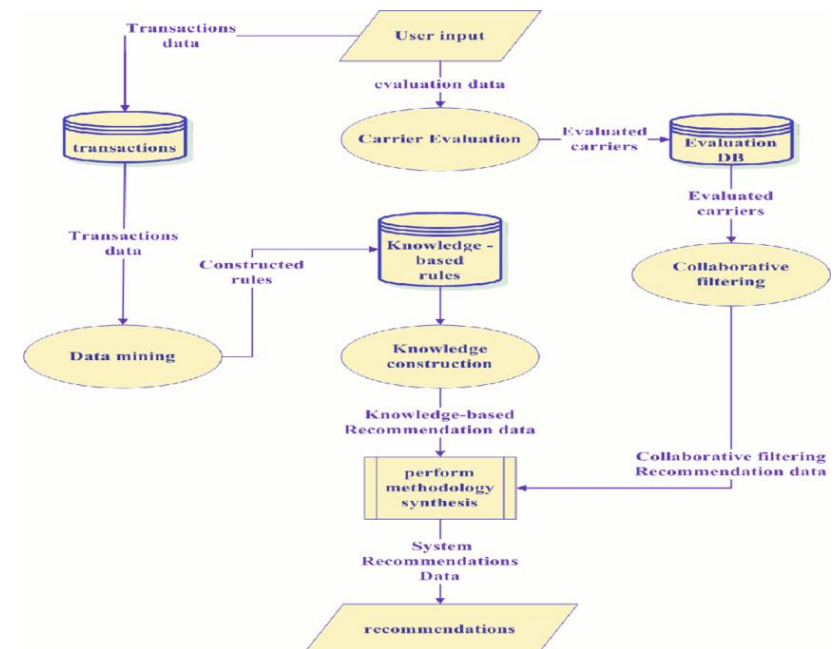 Transactions
data
User input
evaluation data
transactions
Carrier Evaluation
Evaluated
carriers
Evaluation
DB
Evaluated
carriers
Transactions
data
Constructed
rules
Knowledge -
based
rules
Collaborative
filtering
Data mining
Knowledge
construction
Knowledge-based
Recommendation data
Collaborative filtering
Recommendation data
perform
methodology
synthesis
System
Recommendations
Data
recommendations